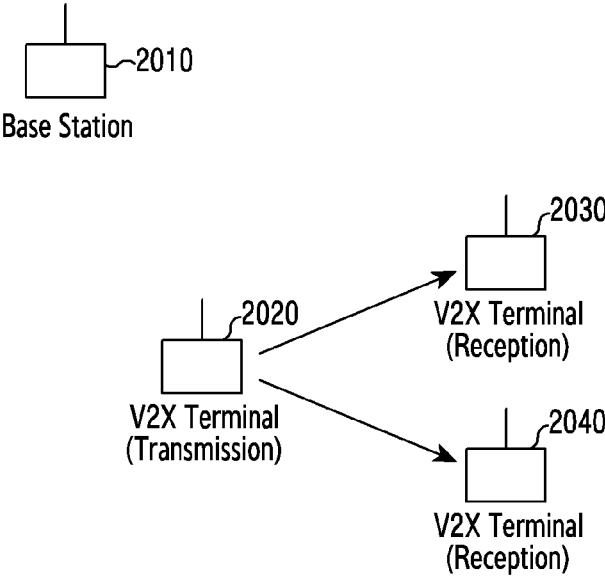 2010
Base Station
2030
V2X Terminal
(Reception)
2020
V2X Terminal
(Transmission)
2040
V2X Terminal
(Reception)